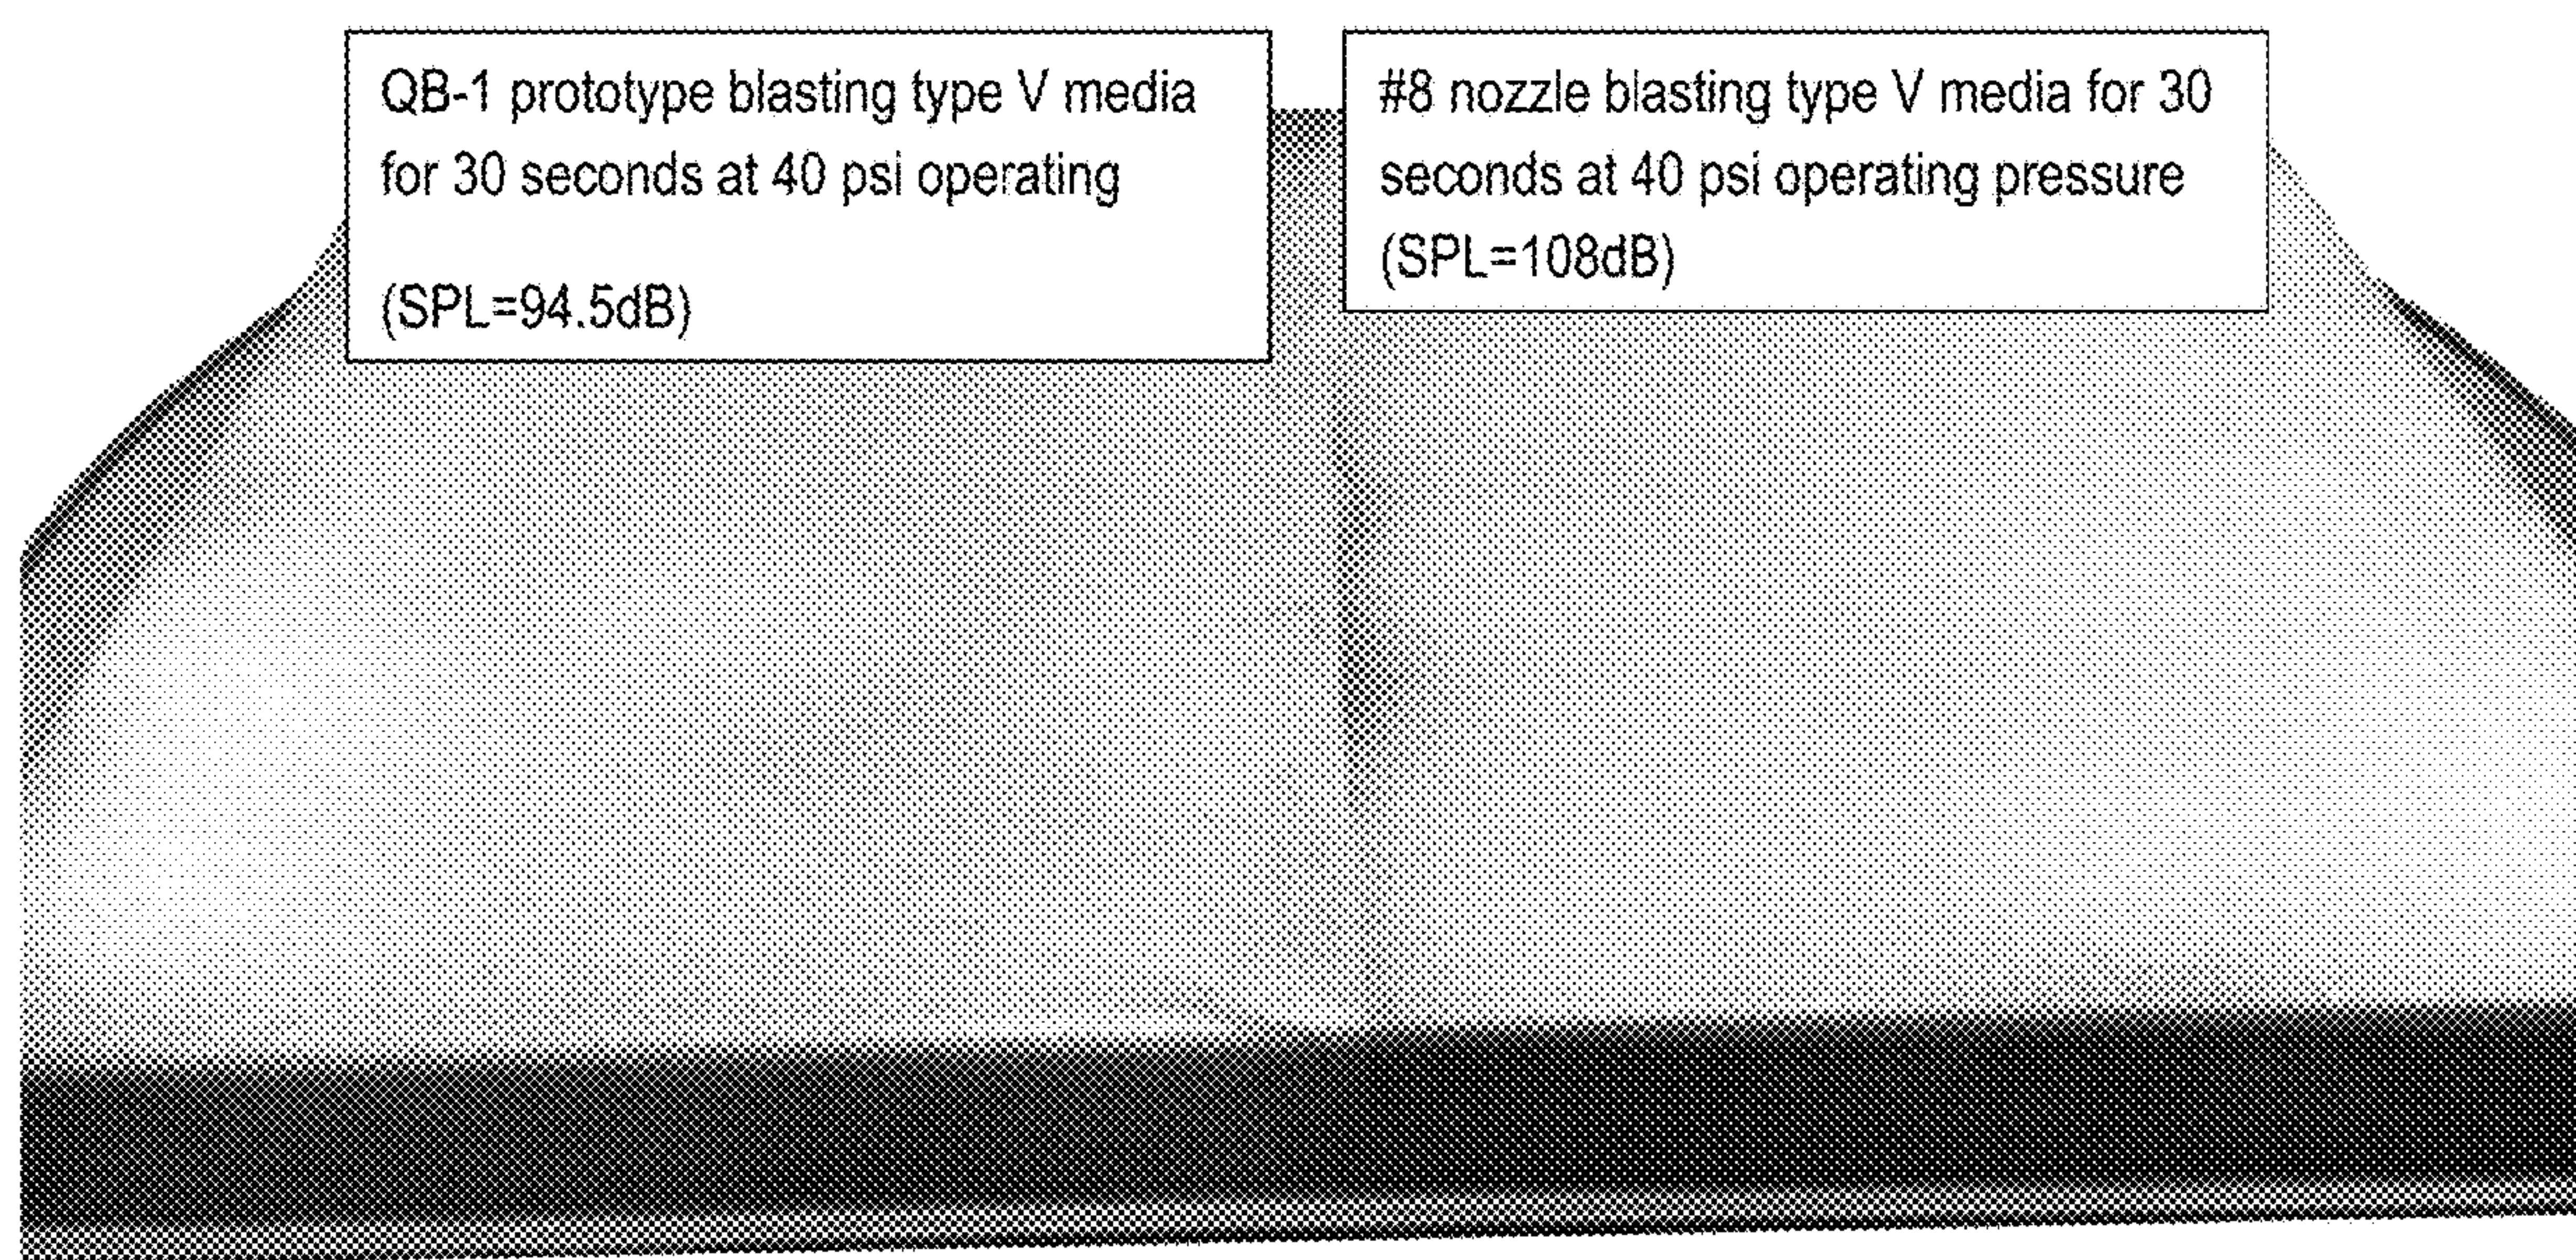 QB-1 prototype blasting type V media
for 30 seconds at 40 psi operating
(SPL=94.5dB)
#8 nozzle blasting type V media for 30
seconds at 40 psi operating pressure
(SPL=108dB)